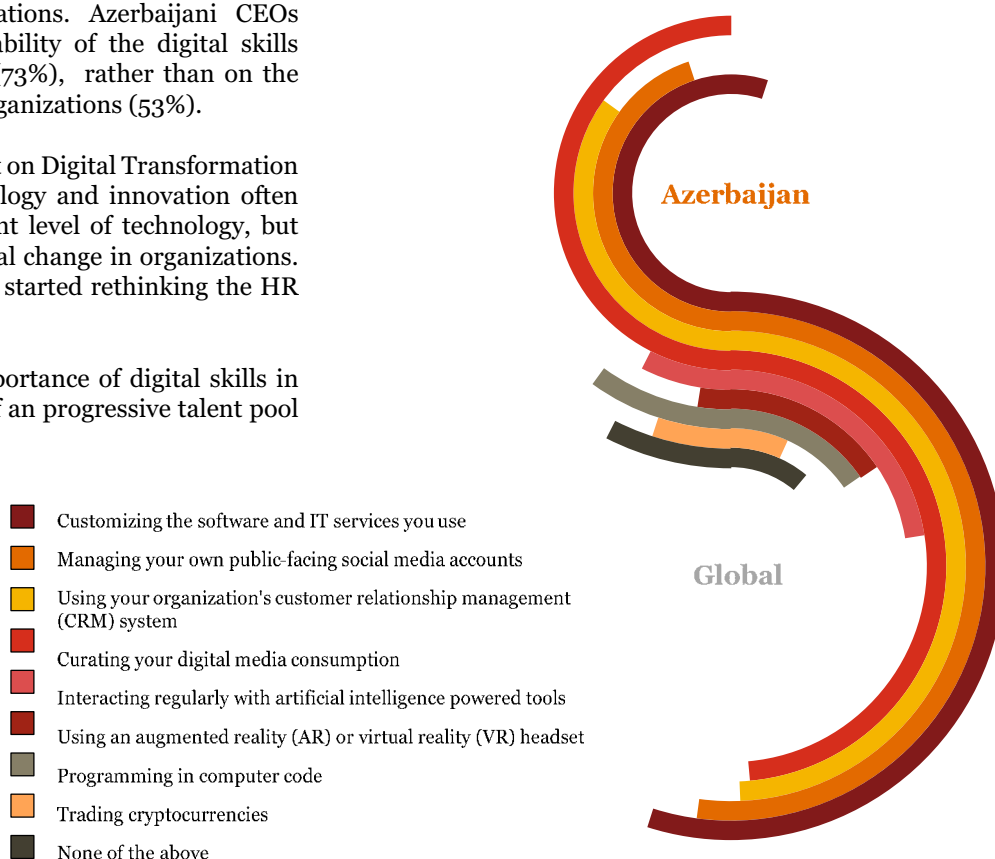 ations. Azerbaijani CEOs
ability of the digital skills
(73%), rather than on the
ganizations (53%).
t on Digital Transformation
logy and innovation often
nt level of technology, but
al change in organizations.
started rethinking the HR
portance of digital skills in
f an progressive talent pool
Azerbaijan
Global
Customizing the software and IT services you use
Managing your own public-facing social media accounts
Using your organization's customer relationship management
(CRM) system
Curating your digital media consumption
Interacting regularly with artificial intelligence powered tools
Using an augmented reality (AR) or virtual reality (VR) headset
Programming in computer code
Trading cryptocurrencies
None of the above